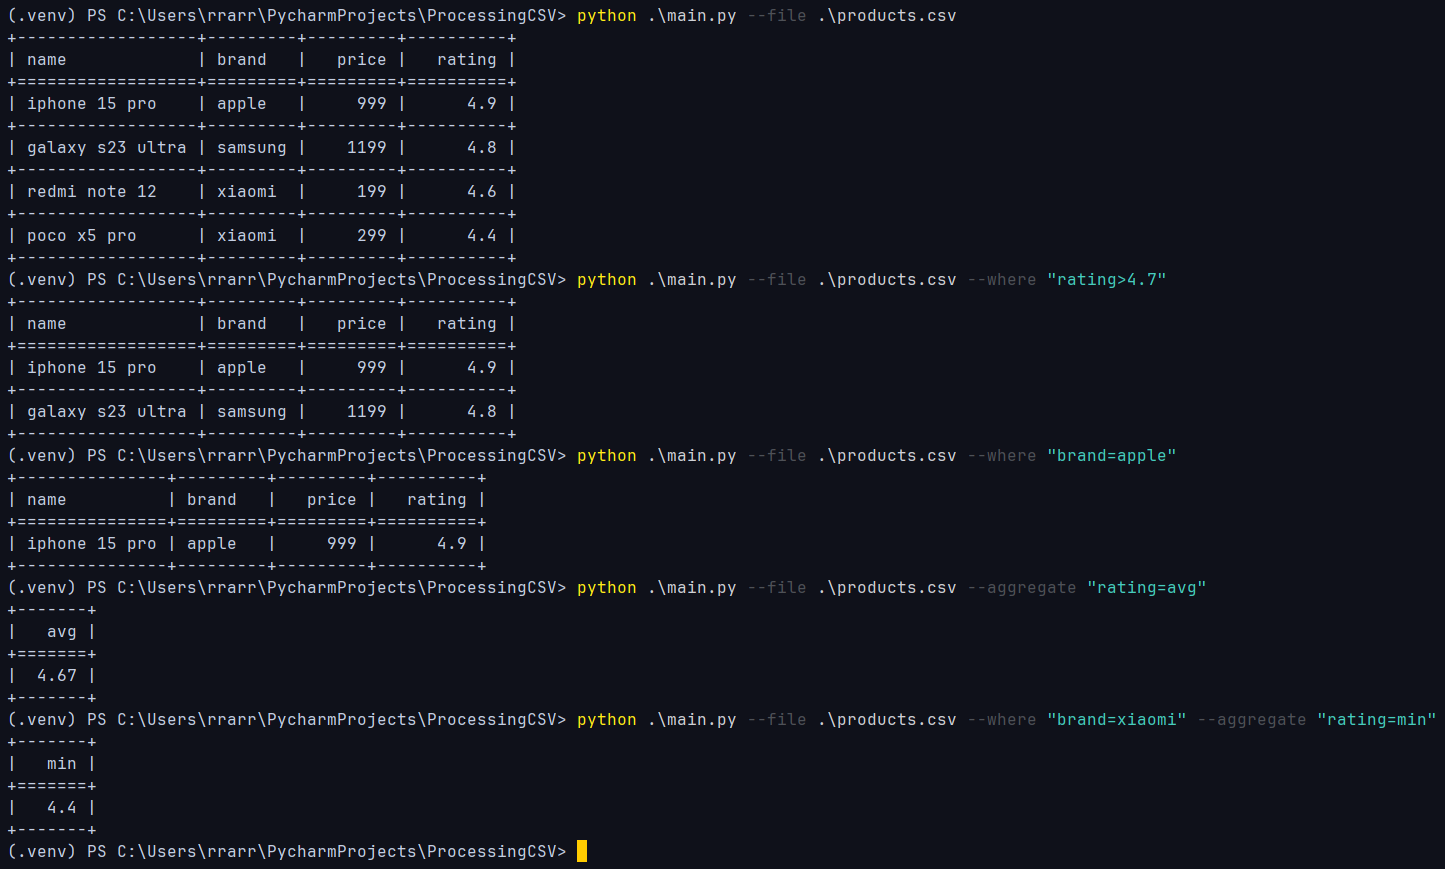 (.venv) PS C:\Users\rrarr\PycharmProjects\ProcessingCSV> python .\main.py --file .\products.csv
+------------------+---------+---------+----------+
| name             | brand   |   price |   rating |
+==================+=========+=========+==========+
| iphone 15 pro    | apple   |     999 |      4.9 |
+------------------+---------+---------+----------+
| galaxy s23 ultra | samsung |    1199 |      4.8 |
+------------------+---------+---------+----------+
| redmi note 12    | xiaomi  |     199 |      4.6 |
+------------------+---------+---------+----------+
| poco x5 pro      | xiaomi  |     299 |      4.4 |
+------------------+---------+---------+----------+
(.venv) PS C:\Users\rrarr\PycharmProjects\ProcessingCSV> python .\main.py --file .\products.csv --where "rating>4.7"
+------------------+---------+---------+----------+
| name             | brand   |   price |   rating |
+==================+=========+=========+==========+
| iphone 15 pro    | apple   |     999 |      4.9 |
+------------------+---------+---------+----------+
| galaxy s23 ultra | samsung |    1199 |      4.8 |
+------------------+---------+---------+----------+
(.venv) PS C:\Users\rrarr\PycharmProjects\ProcessingCSV> python .\main.py --file .\products.csv --where "brand=apple"
+---------------+---------+---------+----------+
| name          | brand   |   price |   rating |
+===============+=========+=========+==========+
| iphone 15 pro | apple   |     999 |      4.9 |
+---------------+---------+---------+----------+
(.venv) PS C:\Users\rrarr\PycharmProjects\ProcessingCSV> python .\main.py --file .\products.csv --aggregate "rating=avg"
+-------+
|   avg |
+=======+
|  4.67 |
+-------+
(.venv) PS C:\Users\rrarr\PycharmProjects\ProcessingCSV> python .\main.py --file .\products.csv --where "brand=xiaomi" --aggregate "rating=min"
+-------+
|   min |
+=======+
|   4.4 |
+-------+
(.venv) PS C:\Users\rrarr\PycharmProjects\ProcessingCSV>